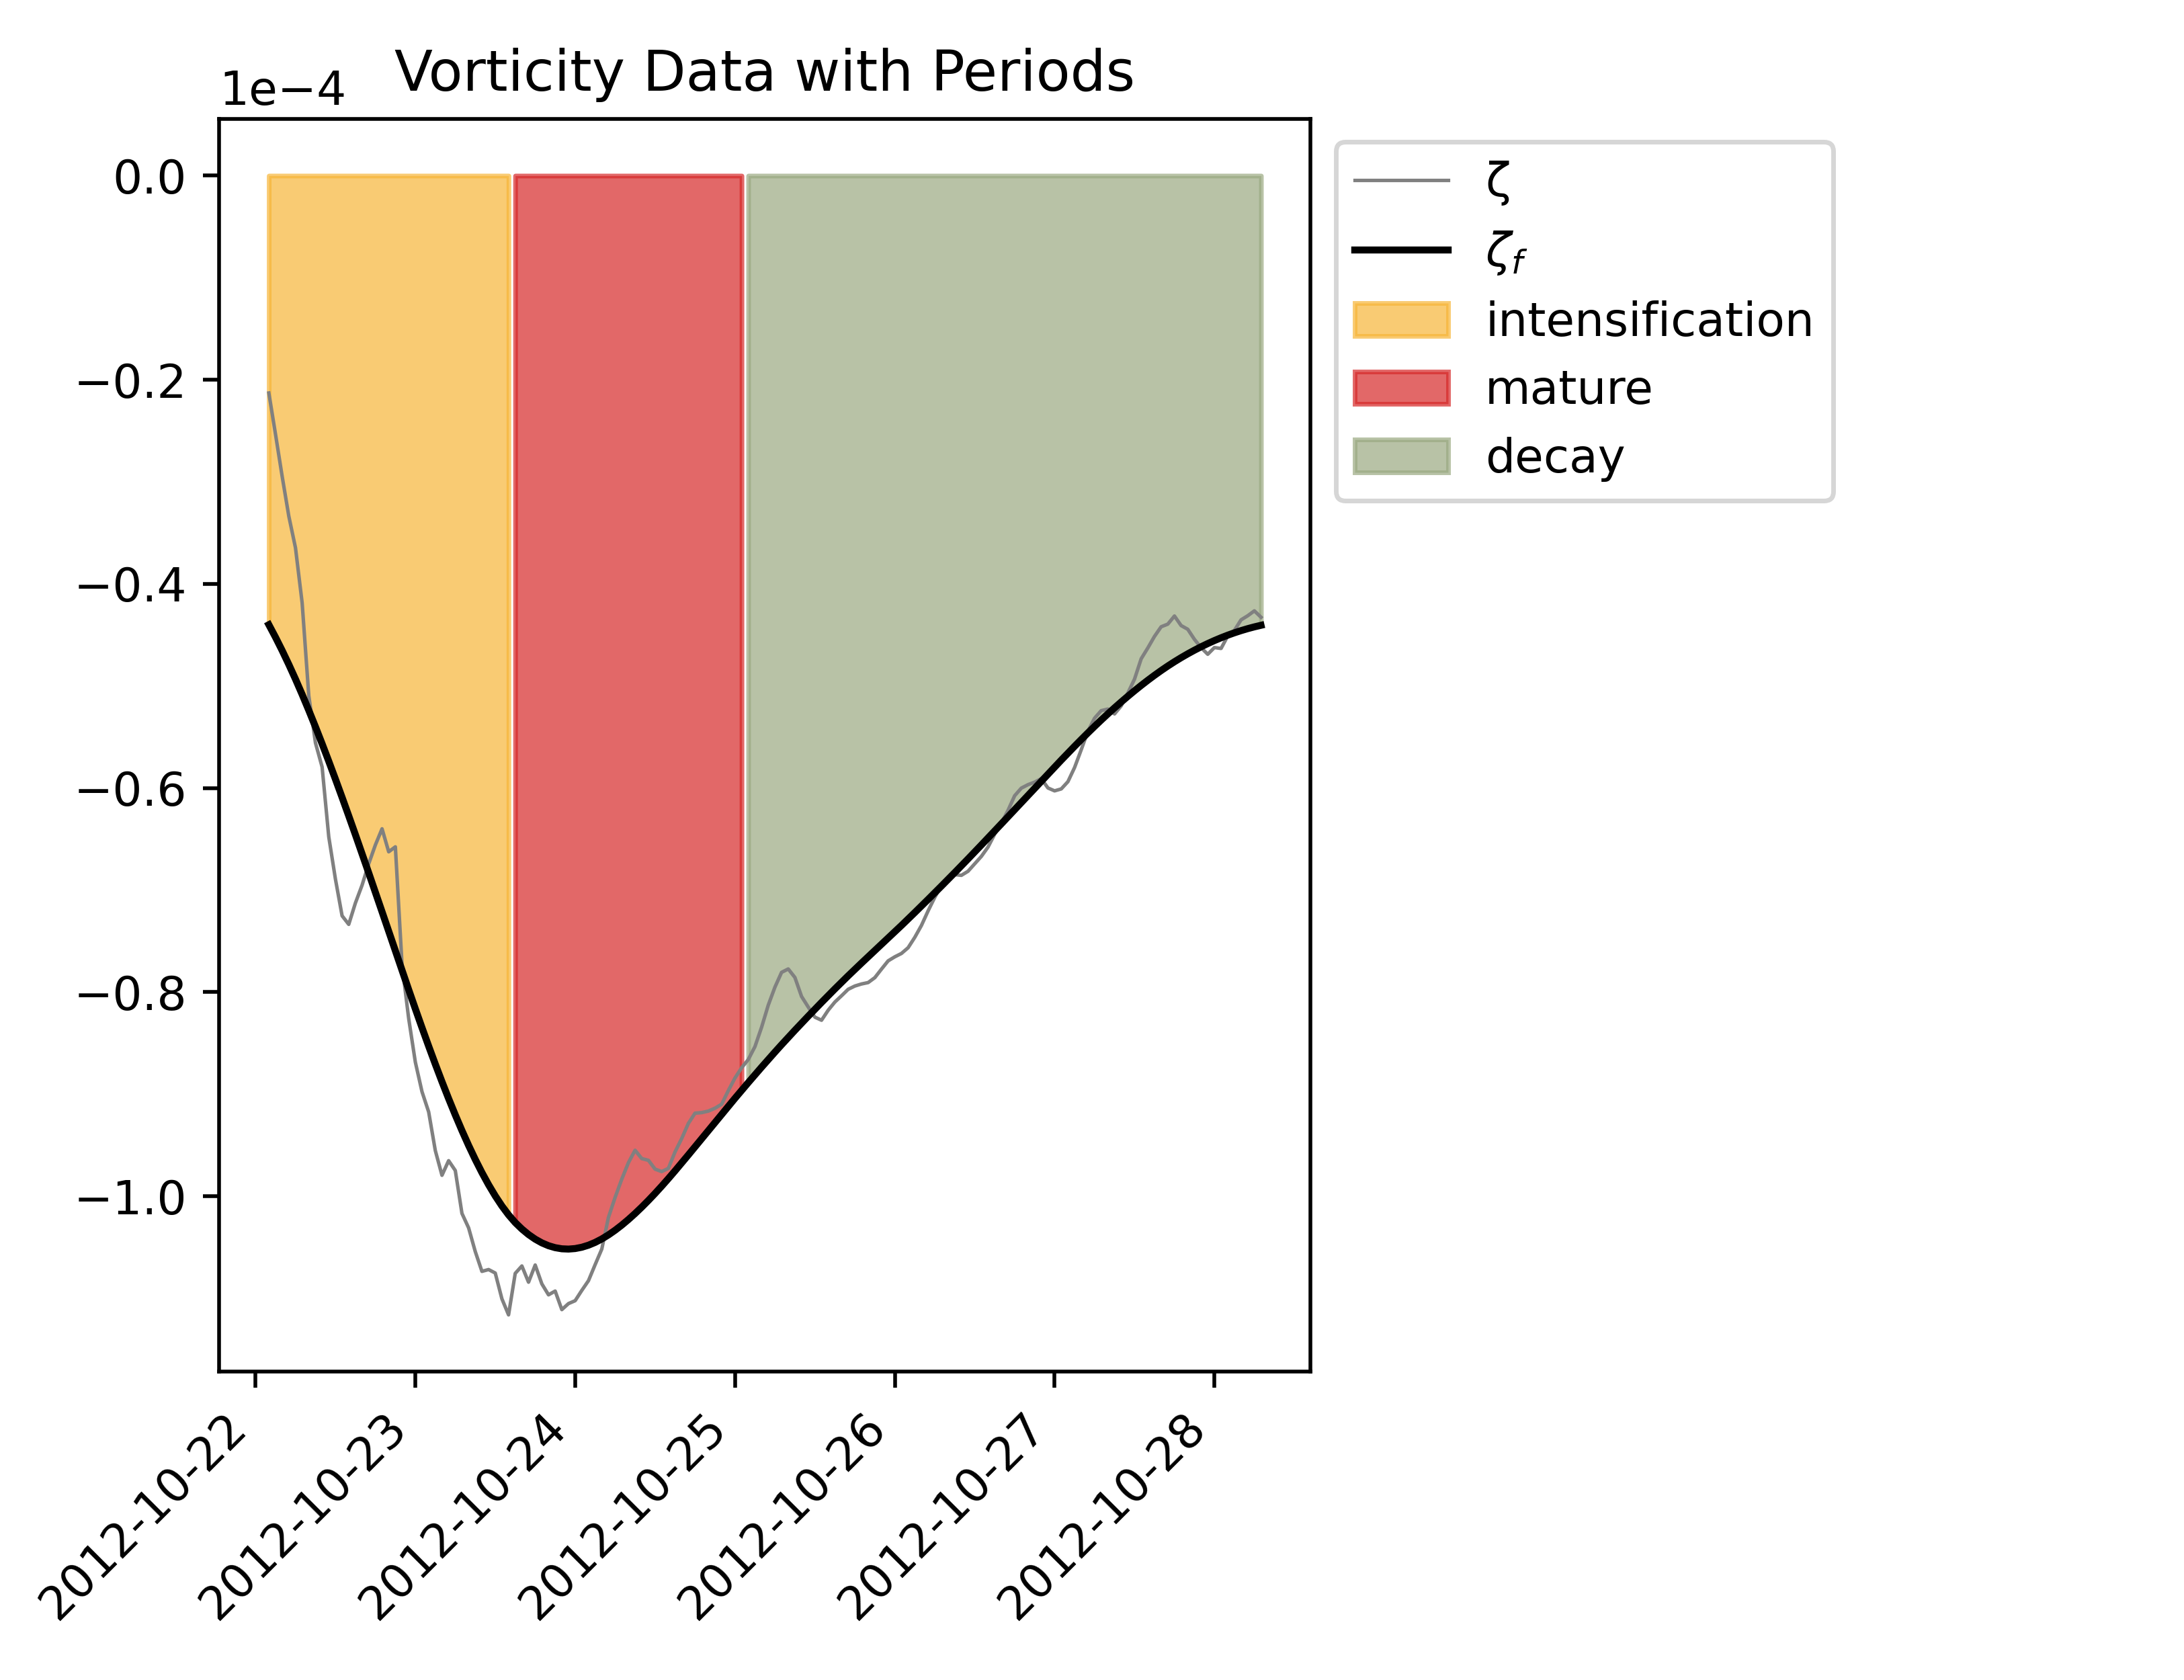 Vorticity Data with Periods
1e−4
0.0
−0.2
−0.4
−0.6
−0.8
−1.0
2012-10-22
2012-10-23
2012-10-24
2012-10-25
2012-10-26
2012-10-27
2012-10-28
ζ
ζf
intensification
mature
decay